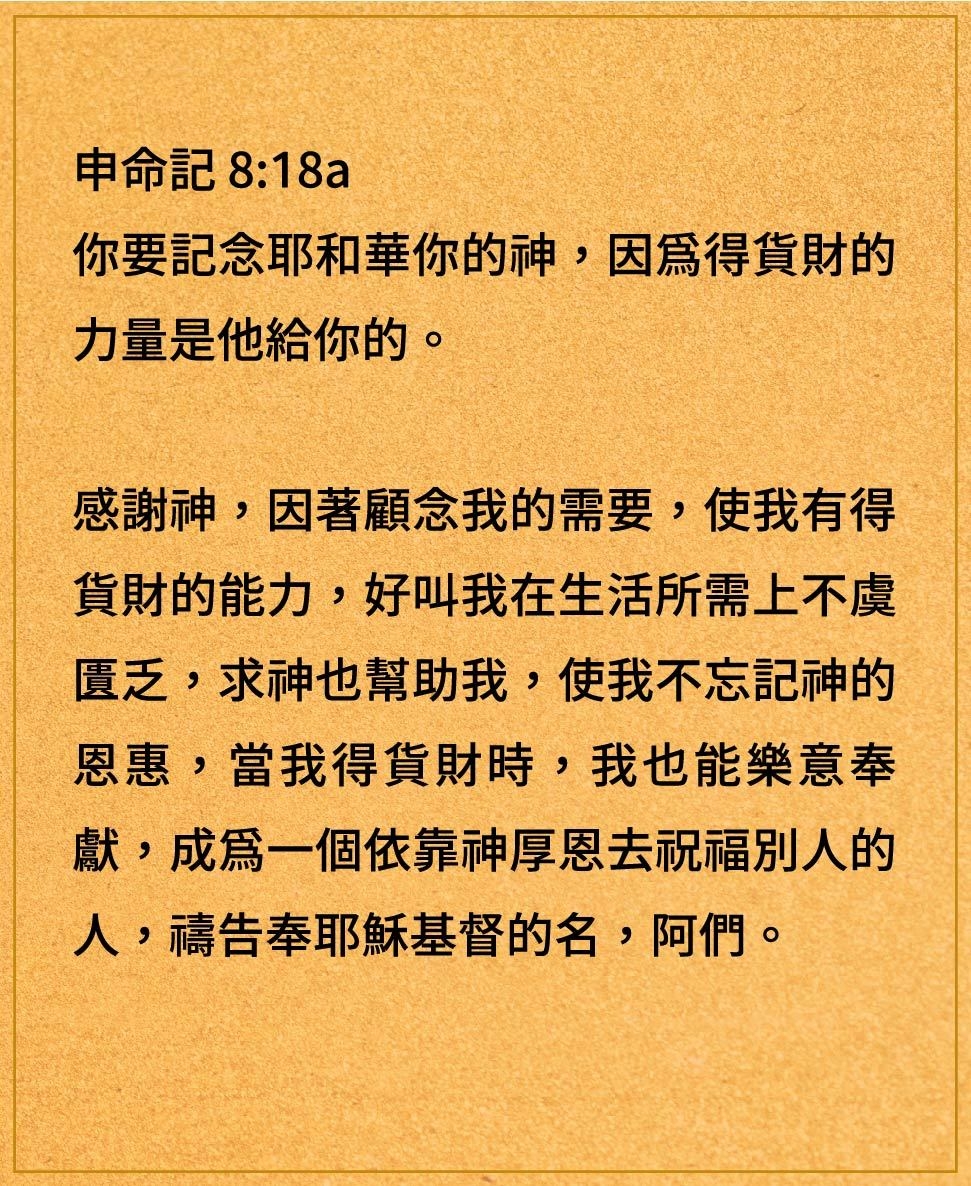 申命記 8:18a
你要記念耶和華你的神，因爲得貨財的
力量是他給你的。
感謝神，因著顧念我的需要，使我有得
貨財的能力，好叫我在生活所需上不虞
匱乏，求神也幫助我，使我不忘記神的
恩惠，當我得貨財時，我也能樂意奉
獻，成爲一個依靠神厚恩去祝福別人的
人，禱告奉耶穌基督的名，阿們。